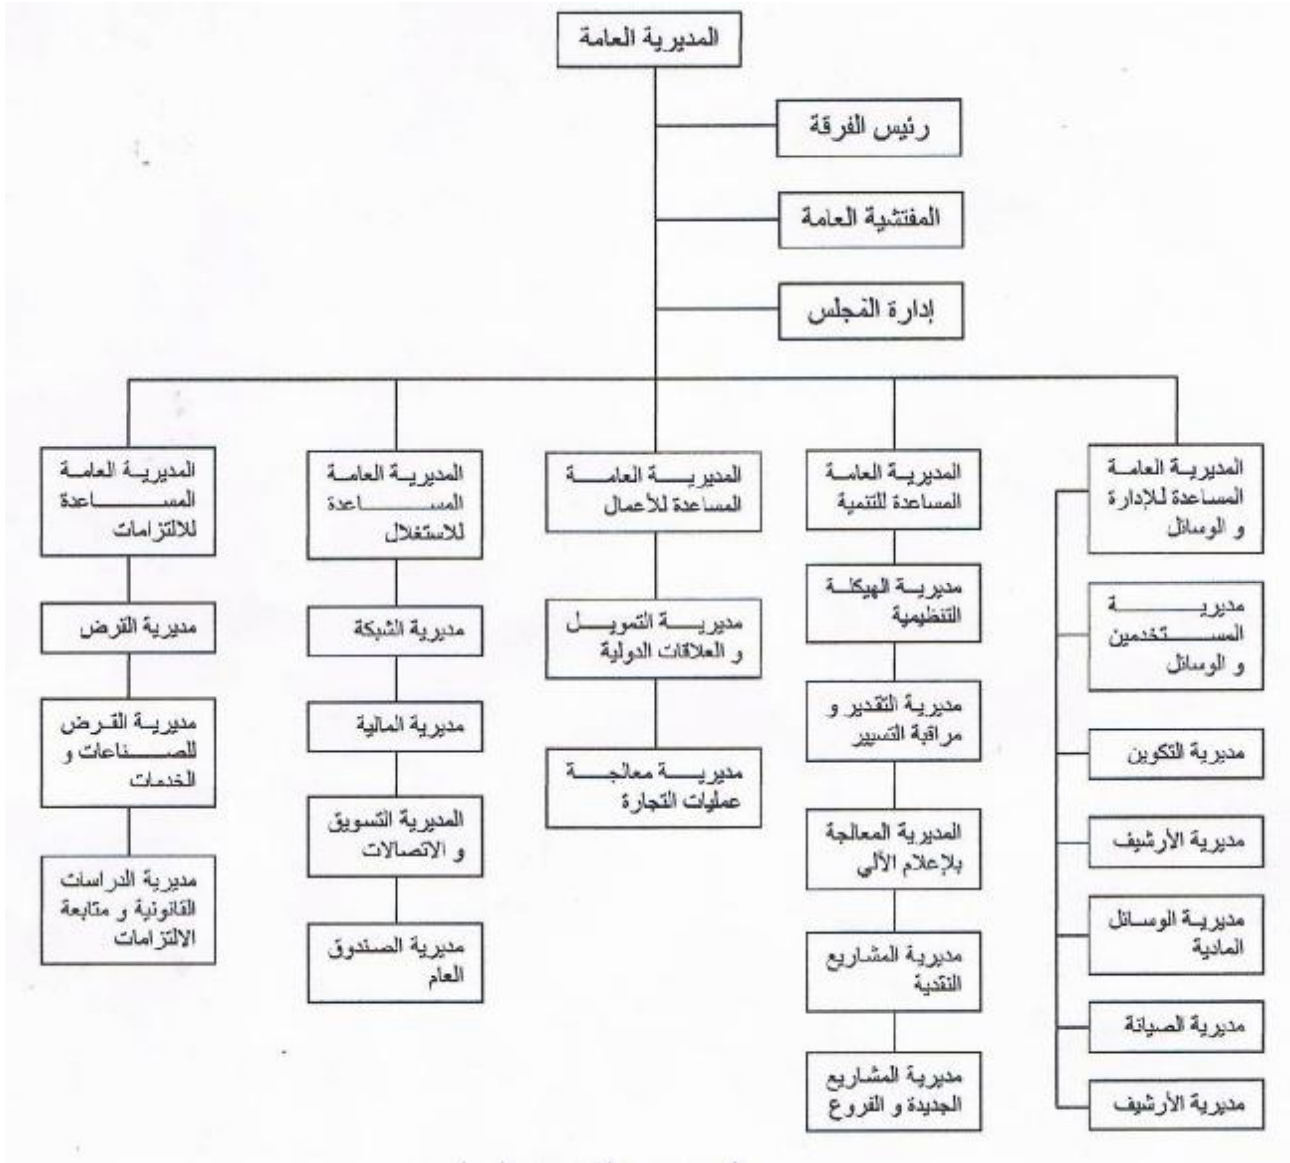 المديرية العامة
رئيس الفرقة
المفتشية العامة
إدارة المجلس
المديرية العامة
المساعدة للإدارة
و الوسائل
مديرية
المستخدمين
و الوسائل
مديرية التكوين
مديرية الأرشيف
مديرية الوسائل
المادية
مديرية الصيانة
مديرية الأرشيف
المديرية العامة
المساعدة للتنمية
مديرية الهيكلة
التنظيمية
مديرية التقدير و
مراقبة التسيير
المديرية المعالجة
بلإعلام الألي
مديرية المشاريع
النقدية
مديرية المشاريع
الجديدة و الفروع
المديرية العامة
المساعدة للأعمال
مديرية التمويل
و العلاقات الدولية
مديرية معالجة
عمليات التجارة
المديرية العامة
المساعدة
للاستغلال
مديرية الشبكة
مديرية المالية
المديرية التسويق
و الاتصالات
مديرية الصندوق
العام
المديرية العامة
المساعدة
للالتزامات
مديرية القرض
مديرية القرض
للصناعات و
الخدمات
مديرية الدراسات
القانونية و متابعة
الالتزامات